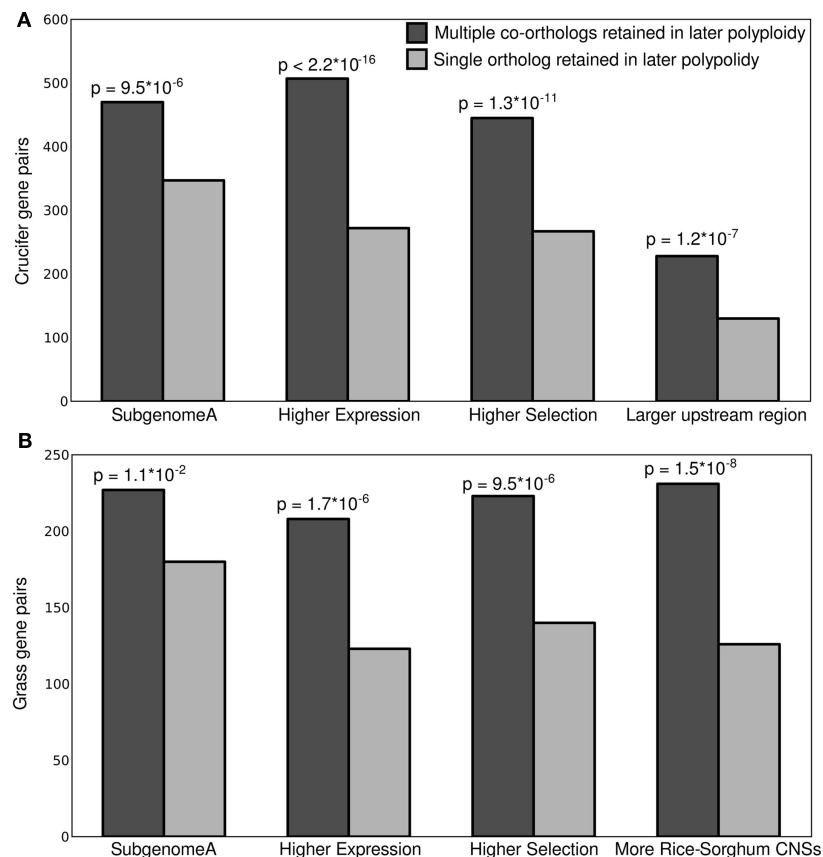 A
600
500
400
300
200
100
0
Crucifer gene pairs
Multiple co-orthologs retained in later polyploidy
Single ortholog retained in later polypolidy
p = 9.5*10-6
p < 2.2*10-16
p = 1.3*10-11
p = 1.2*10-7
SubgenomeA Higher Expression Higher Selection Larger upstream region
B
250
200
150
100
50
0
Grass gene pairs
p = 1.1*10-2
p = 1.7*10-6
p = 9.5*10-6
p = 1.5*10-8
SubgenomeA Higher Expression Higher Selection More Rice-Sorghum CNSs